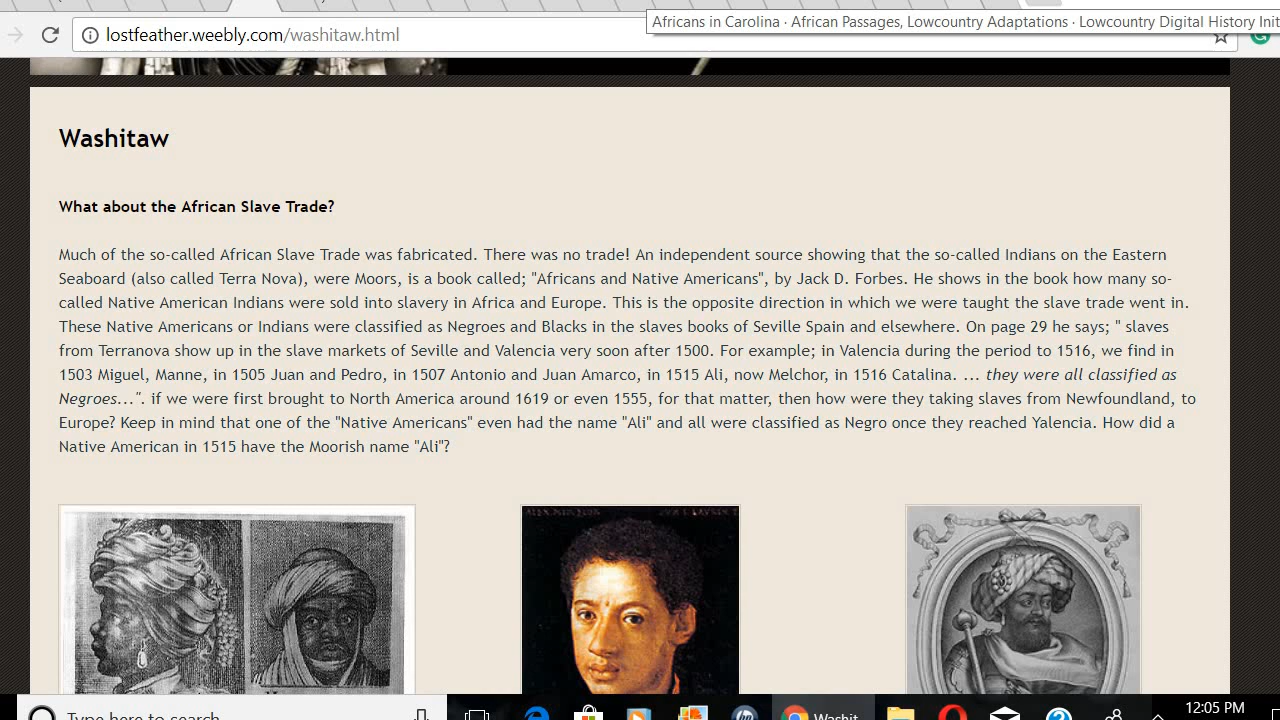 Africans in Carolina · African Passages, Lowcountry Adaptations · Lowcountry Digital History Init
lostfeather.weebly.com/washitaw.html
Washitaw
What about the African Slave Trade?
Much of the so-called African Slave Trade was fabricated. There was no trade! An independent source showing that the so-called Indians on the Eastern
Seaboard (also called Terra Nova), were Moors, is a book called; "Africans and Native Americans", by Jack D. Forbes. He shows in the book how many so-
called Native American Indians were sold into slavery in Africa and Europe. This is the opposite direction in which we were taught the slave trade went in.
These Native Americans or Indians were classified as Negroes and Blacks in the slaves books of Seville Spain and elsewhere. On page 29 he says; " slaves
from Terranova show up in the slave markets of Seville and Valencia very soon after 1500. For example; in Valencia during the period to 1516, we find in
1503 Miguel, Manne, in 1505 Juan and Pedro, in 1507 Antonio and Juan Amarco, in 1515 Ali, now Melchor, in 1516 Catalina. ... they were all classified as
Negroes...". if we were first brought to North America around 1619 or even 1555, for that matter, then how were they taking slaves from Newfoundland, to
Europe? Keep in mind that one of the "Native Americans" even had the name "Ali" and all were classified as Negro once they reached Yalencia. How did a
Native American in 1515 have the Moorish name "Ali"?
Type here to search
Washit
12:05 PM